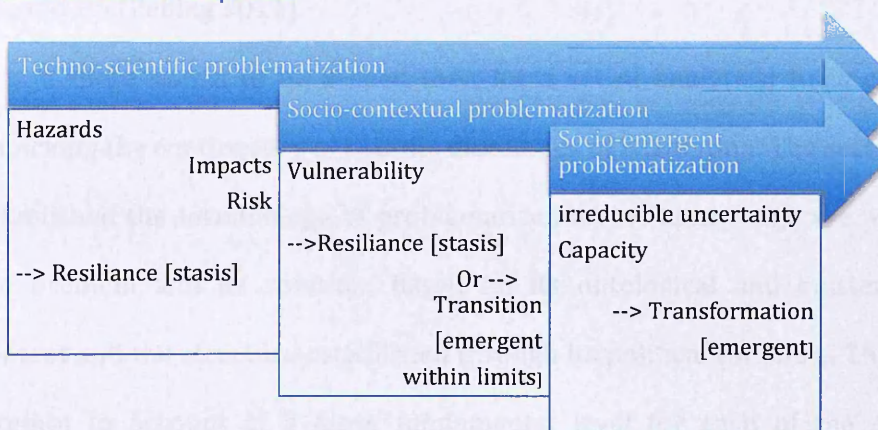 Techno-scientific problematization
Hazards
Impacts
Risk
--> Resiliance [stasis]
Socio-contextual problematization
Vulnerability
-->Resiliance [stasis]
Or -->
Transition
[emergent
within limits]
Socio-emergent
problematization
irreducible uncertainty
Capacity
--> Transformation
[emergent]